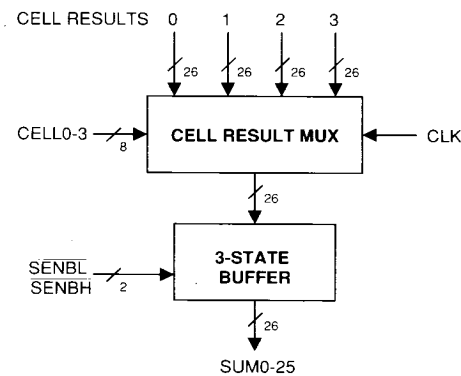 CELL RESULTS 0 1 2 3
26 26 26 26
CELL0-3 8 CELL RESULT MUX CLK
26
SENBL
SENBH 2
3-STATE
BUFFER
26
SUM0-25